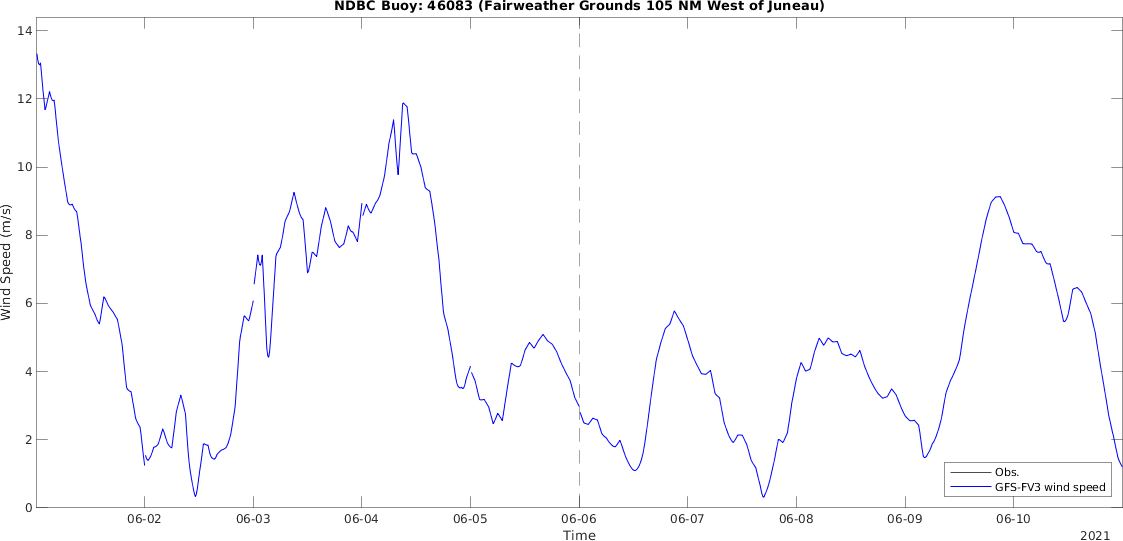 NDBC Buoy: 46083 (Fairweather Grounds 105 NM West of Juneau)
14
12
10
8
6
4
2
0
Wind Speed (m/s)
06-02 06-03 06-04 06-05 06-06 06-07 06-08 06-09 06-10
Time
2021
Obs.
GFS-FV3 wind speed